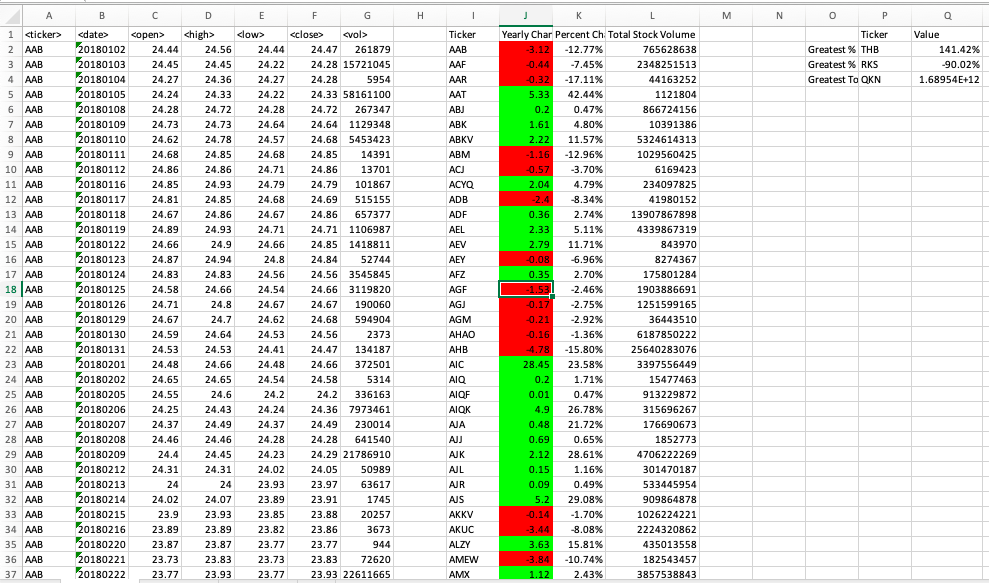 A B C D E F G H I J K L M N O P Q
1 <ticker> <date> <open> <high> <low> <close> <vol> Ticker Yearly Char Percent Ch Total Stock Volume Ticker Value
2 AAB 20180102 24.44 24.56 24.44 24.47 261879 AAB -3.12 -12.77% 765628638 Greatest % THB 141.42%
3 AAB 20180103 24.45 24.45 24.22 24.28 15721045 AAF -0.44 -7.45% 2348251513 Greatest % RKS -90.02%
4 AAB 20180104 24.27 24.36 24.27 24.28 5954 AAR -0.32 -17.11% 44163252 Greatest To QKN 1.68954E+12
5 AAB 20180105 24.24 24.33 24.22 24.33 58161100 AAT 5.33 42.44% 1121804
6 AAB 20180108 24.28 24.72 24.28 24.72 267347 ABJ 0.2 0.47% 866724156
7 AAB 20180109 24.73 24.73 24.64 24.64 1129348 ABK 1.61 4.80% 10391386
8 AAB 20180110 24.62 24.78 24.57 24.68 5453423 ABKV 2.22 11.57% 5324614313
9 AAB 20180111 24.68 24.85 24.68 24.85 14391 ABM -1.16 -12.96% 1029560425
10 AAB 20180112 24.86 24.86 24.71 24.86 13701 ACJ -0.57 -3.70% 6169423
11 AAB 20180116 24.85 24.93 24.79 24.79 101867 ACYQ 2.04 4.79% 234097825
12 AAB 20180117 24.81 24.85 24.68 24.69 515155 ADB -2.4 -8.34% 41980152
13 AAB 20180118 24.67 24.86 24.67 24.86 657377 ADF 0.36 2.74% 13907867898
14 AAB 20180119 24.89 24.93 24.71 24.71 1106987 AEL 2.33 5.11% 4339867319
15 AAB 20180122 24.66 24.9 24.66 24.85 1418811 AEV 2.79 11.71% 843970
16 AAB 20180123 24.87 24.94 24.8 24.84 52744 AEY -0.08 -6.96% 8274367
17 AAB 20180124 24.83 24.83 24.56 24.56 3545845 AFZ 0.35 2.70% 175801284
18 AAB 20180125 24.58 24.66 24.54 24.66 3119820 AGF -1.53 -2.46% 1903886691
19 AAB 20180126 24.71 24.8 24.67 24.67 190060 AGJ -0.17 -2.75% 1251599165
20 AAB 20180129 24.67 24.7 24.62 24.68 594904 AGM -0.21 -2.92% 36443510
21 AAB 20180130 24.59 24.64 24.53 24.56 2373 AHAO -0.16 -1.36% 6187850222
22 AAB 20180131 24.53 24.53 24.41 24.47 134187 AHB -4.78 -15.80% 25640283076
23 AAB 20180201 24.48 24.66 24.48 24.66 372501 AIC 28.45 23.58% 3397556449
24 AAB 20180202 24.65 24.65 24.54 24.58 5314 AIQ 0.2 1.71% 15477463
25 AAB 20180205 24.55 24.6 24.2 24.2 336163 AIQF 0.01 0.47% 913229872
26 AAB 20180206 24.25 24.43 24.24 24.36 7973461 AIQK 4.9 26.78% 315696267
27 AAB 20180207 24.37 24.49 24.37 24.49 230014 AJA 0.48 21.72% 176690673
28 AAB 20180208 24.46 24.46 24.28 24.28 641540 AJJ 0.69 0.65% 1852773
29 AAB 20180209 24.4 24.45 24.23 24.29 21786910 AJK 2.12 28.61% 4706222269
30 AAB 20180212 24.31 24.31 24.02 24.05 50989 AJL 0.15 1.16% 301470187
31 AAB 20180213 24 24 23.93 23.97 63617 AJR 0.09 0.49% 533445954
32 AAB 20180214 24.02 24.07 23.89 23.91 1745 AJS 5.2 29.08% 909864878
33 AAB 20180215 23.9 23.93 23.85 23.88 20257 AKKV -0.14 -1.70% 1026224221
34 AAB 20180216 23.89 23.89 23.82 23.86 3673 AKUC -3.44 -8.08% 2224320862
35 AAB 20180220 23.87 23.87 23.77 23.77 944 ALZY 3.63 15.81% 435013558
36 AAB 20180221 23.73 23.83 23.73 23.83 72620 AMEW -3.84 -10.74% 182543457
37 AAB 20180222 23.77 23.93 23.77 23.93 22611665 AMX 1.12 2.43% 3857538843